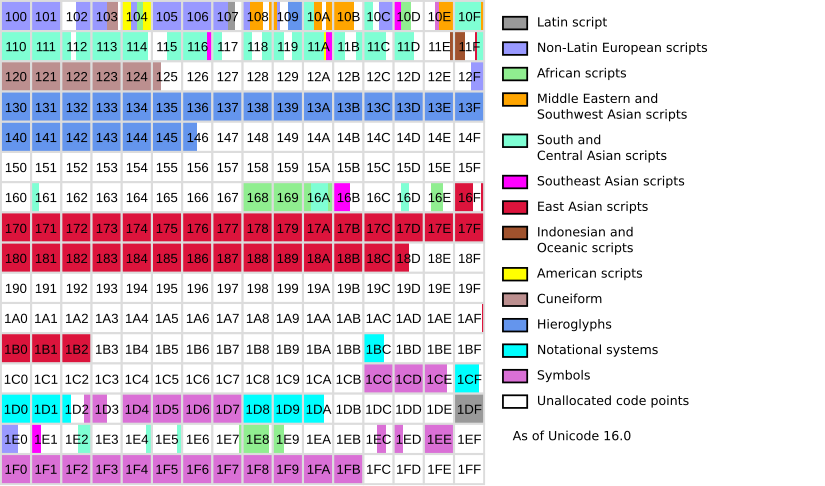 100 101 102 103 104 105 106 107 108 109 10A 10B 10C 10D 10E 10F
110 111 112 113 114 115 116 117 118 119 11A 11B 11C 11D 11E 11F
120 121 122 123 124 125 126 127 128 129 12A 12B 12C 12D 12E 12F
130 131 132 133 134 135 136 137 138 139 13A 13B 13C 13D 13E 13F
140 141 142 143 144 145 146 147 148 149 14A 14B 14C 14D 14E 14F
150 151 152 153 154 155 156 157 158 159 15A 15B 15C 15D 15E 15F
160 161 162 163 164 165 166 167 168 169 16A 16B 16C 16D 16E 16F
170 171 172 173 174 175 176 177 178 179 17A 17B 17C 17D 17E 17F
180 181 182 183 184 185 186 187 188 189 18A 18B 18C 18D 18E 18F
190 191 192 193 194 195 196 197 198 199 19A 19B 19C 19D 19E 19F
1A0 1A1 1A2 1A3 1A4 1A5 1A6 1A7 1A8 1A9 1AA 1AB 1AC 1AD 1AE 1AF
1B0 1B1 1B2 1B3 1B4 1B5 1B6 1B7 1B8 1B9 1BA 1BB 1BC 1BD 1BE 1BF
1C0 1C1 1C2 1C3 1C4 1C5 1C6 1C7 1C8 1C9 1CA 1CB 1CC 1CD 1CE 1CF
1D0 1D1 1D2 1D3 1D4 1D5 1D6 1D7 1D8 1D9 1DA 1DB 1DC 1DD 1DE 1DF
1E0 1E1 1E2 1E3 1E4 1E5 1E6 1E7 1E8 1E9 1EA 1EB 1EC 1ED 1EE 1EF
1F0 1F1 1F2 1F3 1F4 1F5 1F6 1F7 1F8 1F9 1FA 1FB 1FC 1FD 1FE 1FF
Latin script
Non-Latin European scripts
African scripts
Middle Eastern and
Southwest Asian scripts
South and
Central Asian scripts
Southeast Asian scripts
East Asian scripts
Indonesian and
Oceanic scripts
American scripts
Cuneiform
Hieroglyphs
Notational systems
Symbols
Unallocated code points
As of Unicode 16.0